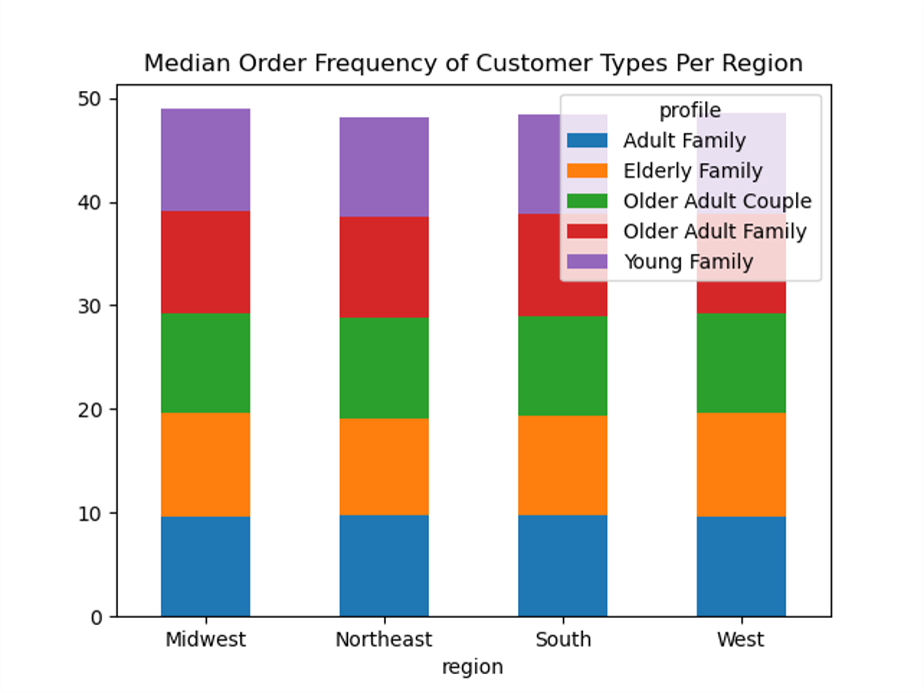 Median Order Frequency of Customer Types Per Region
50
40
30
20
10
0
profile
Adult Family
Elderly Family
Older Adult Couple
Older Adult Family
Young Family
Midwest Northeast South West
region